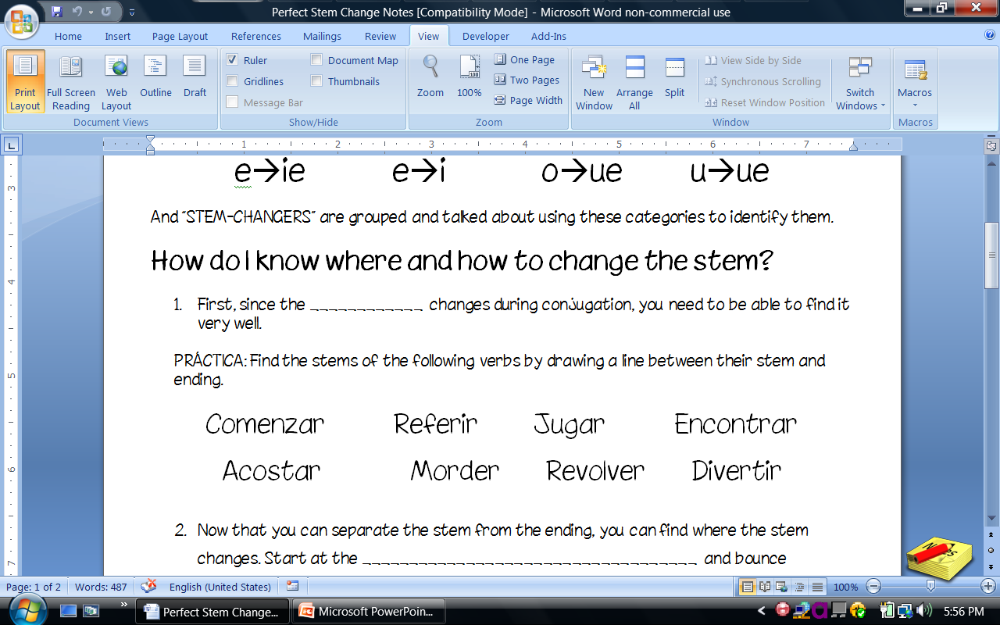 Perfect Stem Change Notes [Compatibility Mode] - Microsoft Word non-commercial use
Home Insert Page Layout References Mailings Review View Developer Add-Ins
Print Layout
Full Screen Reading
Web Layout
Outline
Draft
Document Views
Ruler
Gridlines
Message Bar
Document Map
Thumbnails
Show/Hide
Zoom
100%
One Page
Two Pages
Page Width
Zoom
New Window
Arrange All
Split
View Side by Side
Synchronous Scrolling
Reset Window Position
Switch Windows
Window
Macros
Macros
L 1 2 3 4 5 6 7
3
4
5
6
7
e→ie e→i o→ue u→ue
And "STEM-CHANGERS" are grouped and talked about using these categories to identify them.
How do I know where and how to change the stem?
1. First, since the ____________ changes during conjugation, you need to be able to find it
very well.
PRÁCTICA: Find the stems of the following verbs by drawing a line between their stem and
ending.
Comenzar Referir Jugar Encontrar
Acostar Morder Revolver Divertir
2. Now that you can separate the stem from the ending, you can find where the stem
changes. Start at the ____________________________________ and bounce
Page: 1 of 2 Words: 487 English (United States) 100%
Perfect Stem Change... Microsoft PowerPoin... 5:56 PM